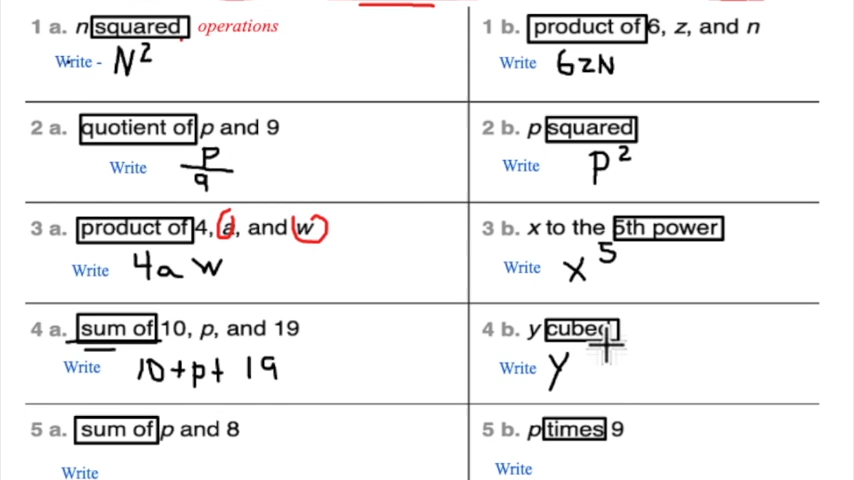 1 a. n squared operations
Write - N²
1 b. product of 6, z, and n
Write 6zN
2 a. quotient of p and 9
Write p/9
2 b. p squared
Write p²
3 a. product of 4, a, and w
Write 4aw
3 b. x to the 5th power
Write x⁵
4 a. sum of 10, p, and 19
Write 10+p+ 19
4 b. y cubed
Write y
5 a. sum of p and 8
Write
5 b. p times 9
Write